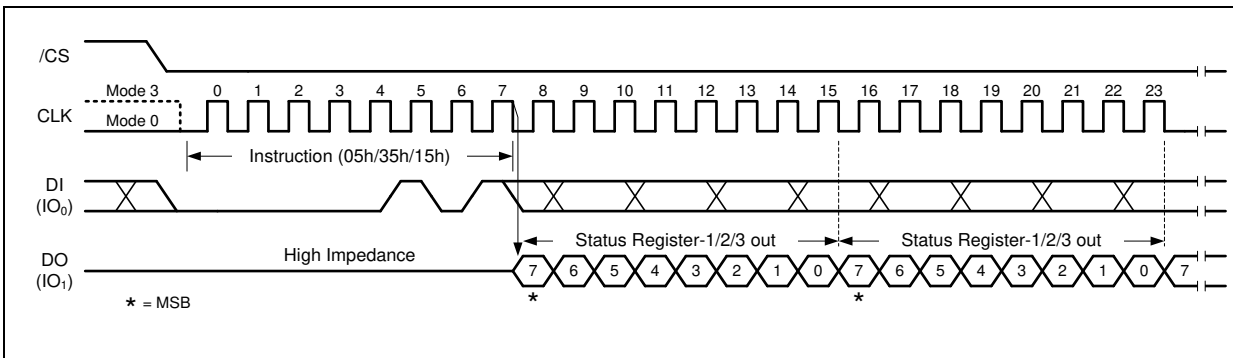 /CS
Mode 3
0 1 2 3 4 5 6 7 8 9 10 11 12 13 14 15 16 17 18 19 20 21 22 23
CLK
Mode 0
Instruction (05h/35h/15h)
DI
(IO₀)
Status Register-1/2/3 out Status Register-1/2/3 out
High Impedance
DO
(IO₁)
7 6 5 4 3 2 1 0 7 6 5 4 3 2 1 0 7
* *
* = MSB